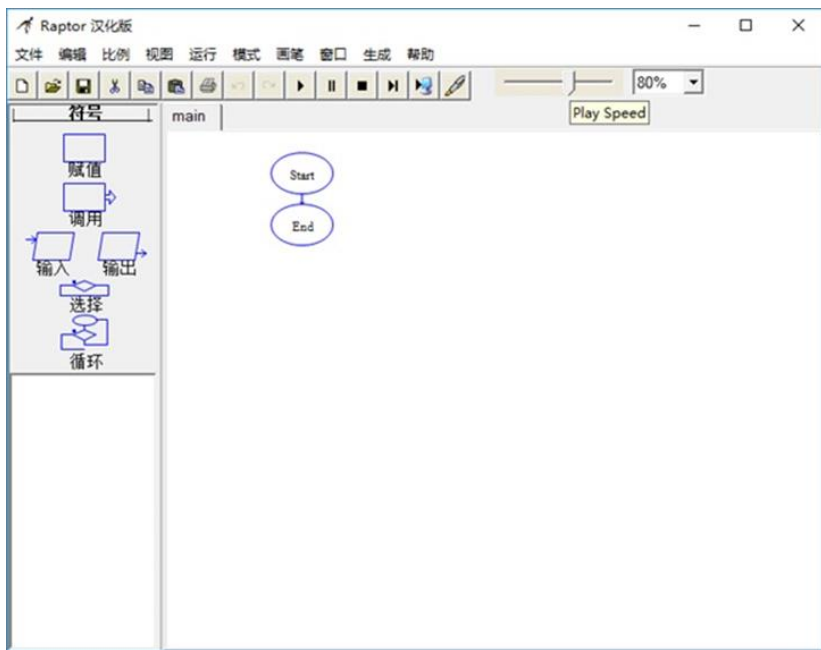 Raptor 汉化版
文件 编辑 比例 视图 运行 模式 画笔 窗口 生成 帮助
80%
Play Speed
符号
main
赋值
调用
输入 输出
选择
循环
Start
End